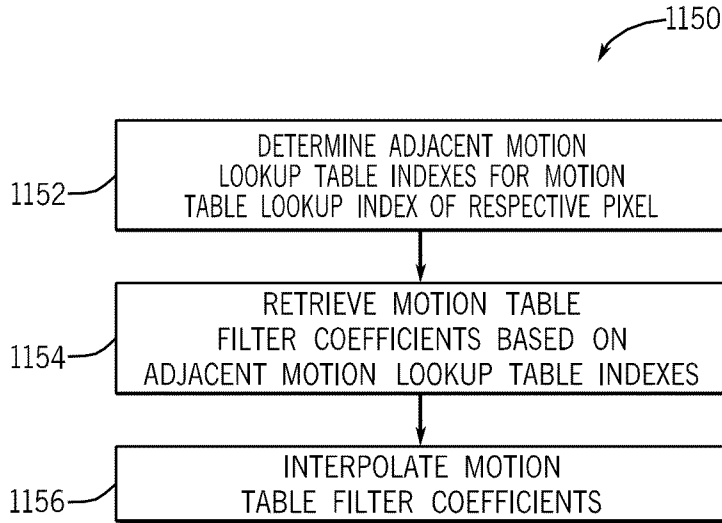 1150
DETERMINE ADJACENT MOTION
LOOKUP TABLE INDEXES FOR MOTION
TABLE LOOKUP INDEX OF RESPECTIVE PIXEL
1152
RETRIEVE MOTION TABLE
FILTER COEFFICIENTS BASED ON
ADJACENT MOTION LOOKUP TABLE INDEXES
1154
INTERPOLATE MOTION
TABLE FILTER COEFFICIENTS
1156